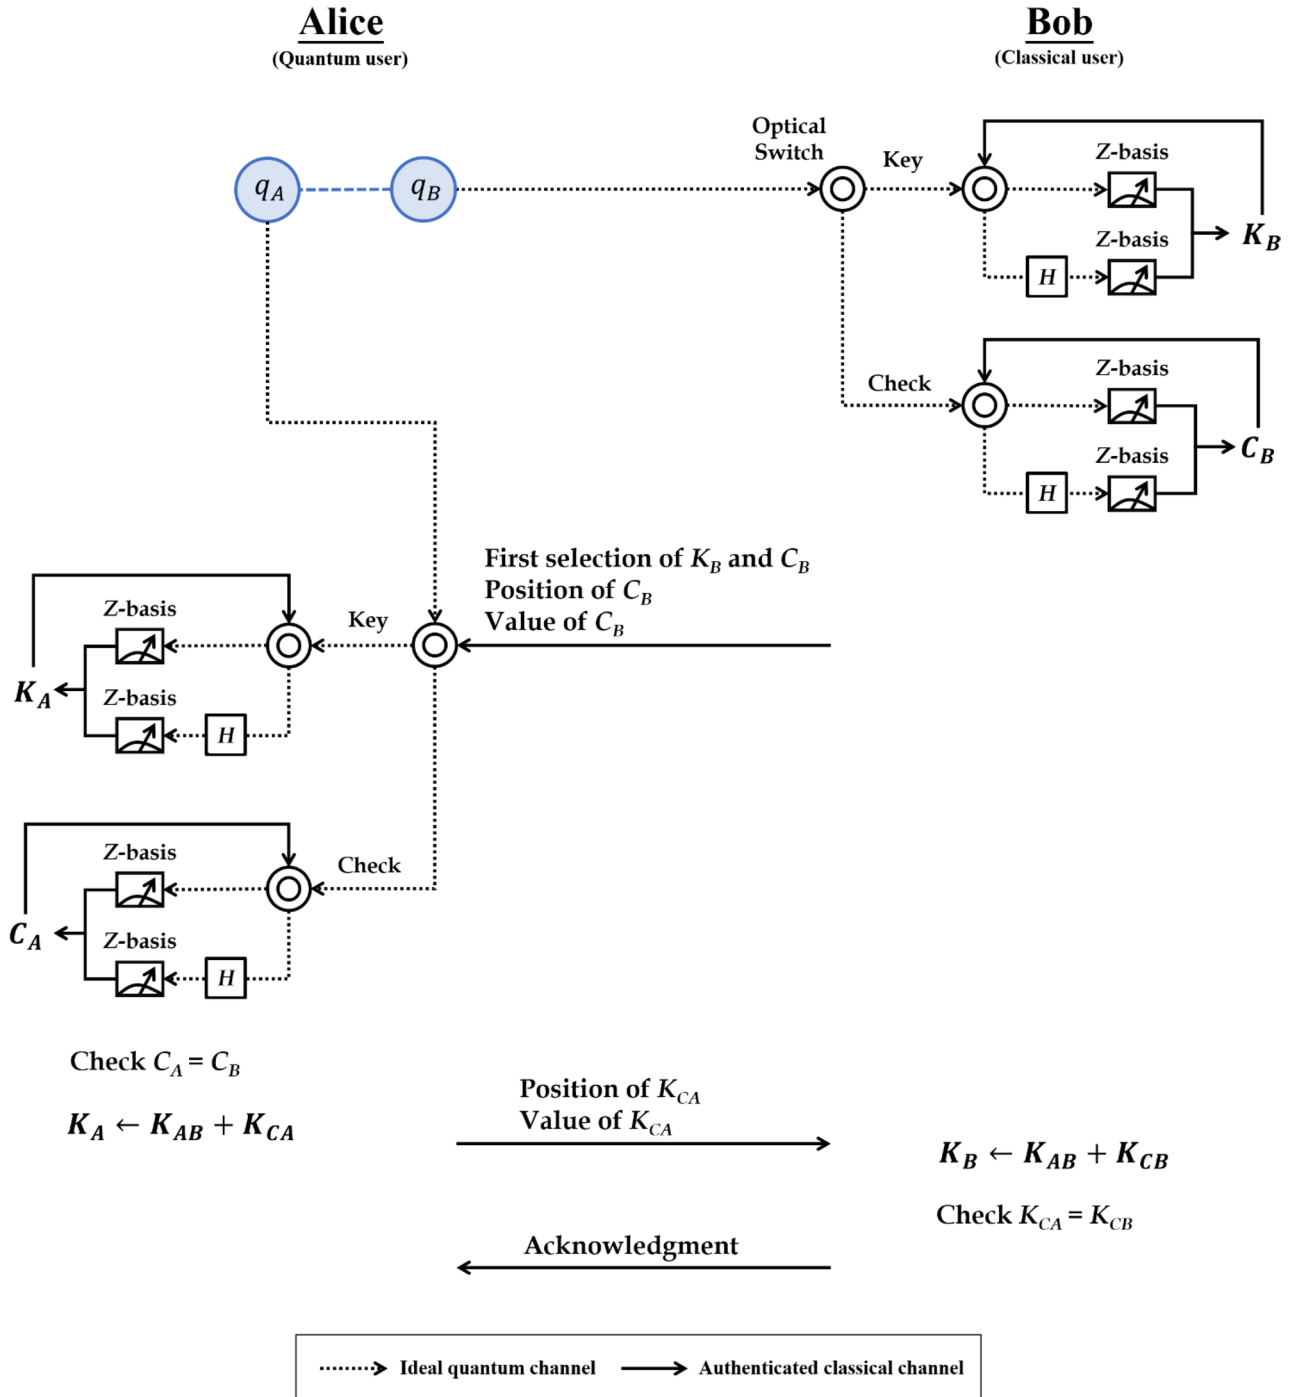 Alice
(Quantum user)
Bob
(Classical user)
Optical
Switch
Key
Z-basis
q_A
q_B
Z-basis
K_B
H
Z-basis
Check
Z-basis
C_B
H
First selection of K_B and C_B
Position of C_B
Value of C_B
Z-basis
Key
K_A
Z-basis
H
Z-basis
Check
C_A
Z-basis
H
Check C_A = C_B
K_A ← K_AB + K_CA
Position of K_CA
Value of K_CA
K_B ← K_AB + K_CB
Check K_CA = K_CB
Acknowledgment
Ideal quantum channel
Authenticated classical channel